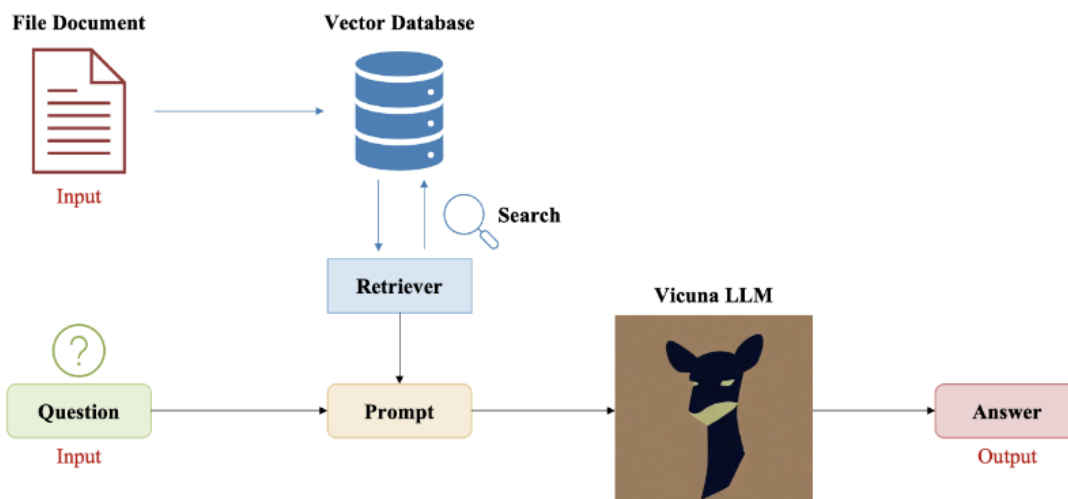 File Document
Vector Database
Input
Search
Retriever
Vicuna LLM
?
Question
Prompt
Answer
Input
Output